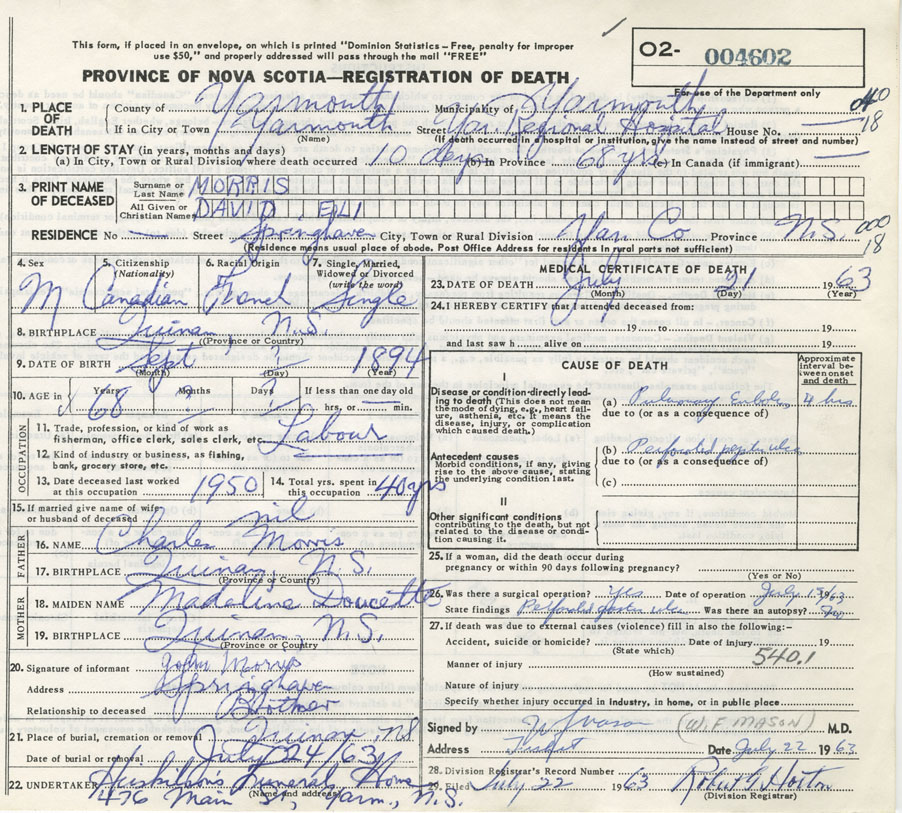 This form, if placed in an envelope, on which is printed "Dominion Statistics – Free, penalty for improper
use $50," and properly addressed will pass through the mail "FREE"
O2- 004602
PROVINCE OF NOVA SCOTIA—REGISTRATION OF DEATH
For use of the Department only
1. PLACE OF DEATH
County of Yarmouth Municipality of Yarmouth 040
If in City or Town Yarmouth Street Yar. Regional Hospital House No. 18
(Name) (If death occurred in a hospital or institution, give the name instead of street and number)
2. LENGTH OF STAY (in years, months and days)
(a) In City, Town or Rural Division where death occurred 10 days (b) In Province 68 yrs (c) In Canada (if immigrant)
3. PRINT NAME OF DECEASED
Surname or Last Name MORRIS
All Given or Christian Names DAVID ELI
RESIDENCE No Street Springhaven City, Town or Rural Division Yar. Co Province N.S. 000 18
(Residence means usual place of abode. Post Office Address for residents in rural parts not sufficient)
4. Sex M
5. Citizenship (Nationality) Canadian
6. Racial Origin French
7. Single, Married, Widowed or Divorced (write the word) Single
8. BIRTHPLACE Quinan, N.S.
(Province or Country)
9. DATE OF BIRTH Sept ? 1894
(Month) (Day) (Year)
10. AGE in Years 68 Months ? Days ? If less than one day old
hrs. or min.
OCCUPATION
11. Trade, profession, or kind of work as fisherman, office clerk, sales clerk, etc. Labour
12. Kind of industry or business, as fishing, bank, grocery store, etc.
13. Date deceased last worked at this occupation 1950
14. Total yrs. spent in this occupation 40 yrs
15. If married give name of wife or husband of deceased nil
FATHER
16. NAME Charles Morris
17. BIRTHPLACE Quinan, N.S.
(Province or Country)
MOTHER
18. MAIDEN NAME Madaline Doucette
19. BIRTHPLACE Quinan, N.S.
(Province or Country)
20. Signature of informant John Morris
Address Springhaven
Relationship to deceased Brother
21. Place of burial, cremation or removal Quinan NS
Date of burial or removal July 24/63
22. UNDERTAKER Huskilson's Funeral Home
476 Main St., Yarm., N.S.
(Name and address)
MEDICAL CERTIFICATE OF DEATH
23. DATE OF DEATH July 21 1963
(Month) (Day) (Year)
24. I HEREBY CERTIFY that I attended deceased from:
19 to 19
and last saw h alive on 19
CAUSE OF DEATH
Approximate interval between onset and death
I
Disease or condition directly leading to death (This does not mean the mode of dying, e.g., heart failure, asthenia, etc. It means the disease, injury, or complication which caused death.)
(a) Pulmonary Embolus 4 hrs
due to (or as a consequence of)
Antecedent causes
Morbid conditions, if any, giving rise to the above cause, stating the underlying condition last.
(b) Perforated peptic ulcer
due to (or as a consequence of)
(c)
II
Other significant conditions
contributing to the death, but not related to the disease or condition causing it.
25. If a woman, did the death occur during pregnancy or within 90 days following pregnancy?
(Yes or No)
26. Was there a surgical operation? Yes Date of operation July 1963
State findings Perforated gastric ulcer Was there an autopsy?
27. If death was due to external causes (violence) fill in also the following:–
Accident, suicide or homicide? Date of injury 19
(State which)
Manner of injury 540.1
(How sustained)
Nature of injury
Specify whether injury occurred in Industry, in home, or in public place
Signed by (W. F. MASON) M.D.
Address Tusket Date July 22 1963
28. Division Registrar's Record Number
29. Filed July 22 1963 Robert G Horton
(Division Registrar)